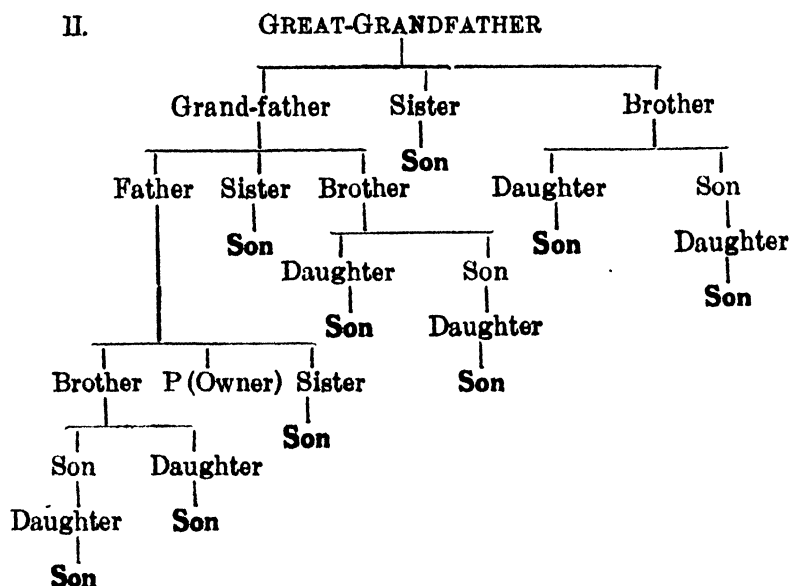 II. GREAT-GRANDFATHER
Grand-father Sister Brother
Son
Father Sister Brother Daughter Son
Son Son Daughter
Daughter Son Son
Son Daughter
Brother P (Owner) Sister Son
Son
Son Daughter
Daughter Son
Son